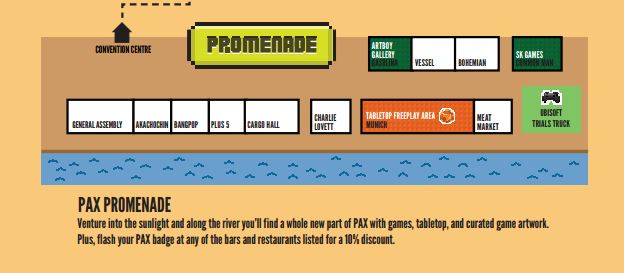 PROMENADE
CONVENTION CENTRE
ARTBOY
GALLERY
GASOLINA
VESSEL
BOHEMIAN
SK GAMES
COMMON MAN
GENERAL ASSEMBLY
AKACHOCHIN
BANGPOP
PLUS 5
CARGO HALL
CHARLIE
LOVETT
TABLETOP FREEPLAY AREA
MUNICH
MEAT
MARKET
UBISOFT
TRIALS TRUCK
PAX PROMENADE
Venture into the sunlight and along the river you'll find a whole new part of PAX with games, tabletop, and curated game artwork.
Plus, flash your PAX badge at any of the bars and restaurants listed for a 10% discount.